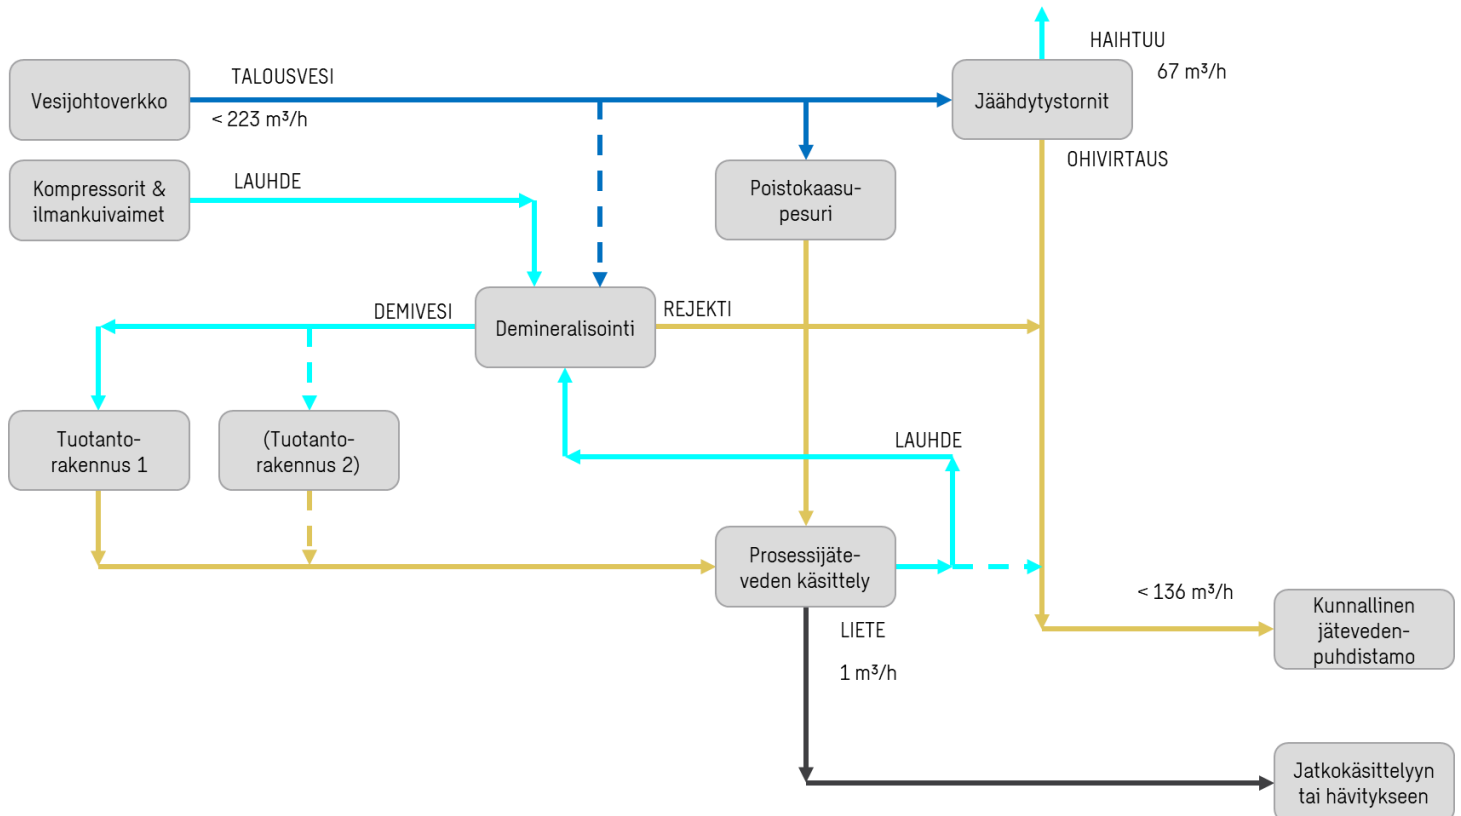 HAIHTUU
67 m³/h
Vesijohtoverkko
TALOUSVESI
< 223 m³/h
Jäähdytystornit
OHIVIRTAUS
Kompressorit &
ilmankuivaimet
LAUHDE
Poistokaasu-
pesuri
DEMIVESI
Demineralisointi
REJEKTI
Tuotanto-
rakennus 1
(Tuotanto-
rakennus 2)
LAUHDE
Prosessijäte-
veden käsittely
< 136 m³/h
Kunnallinen
jäteveden-
puhdistamo
LIETE
1 m³/h
Jatkokäsittelyyn
tai hävitykseen